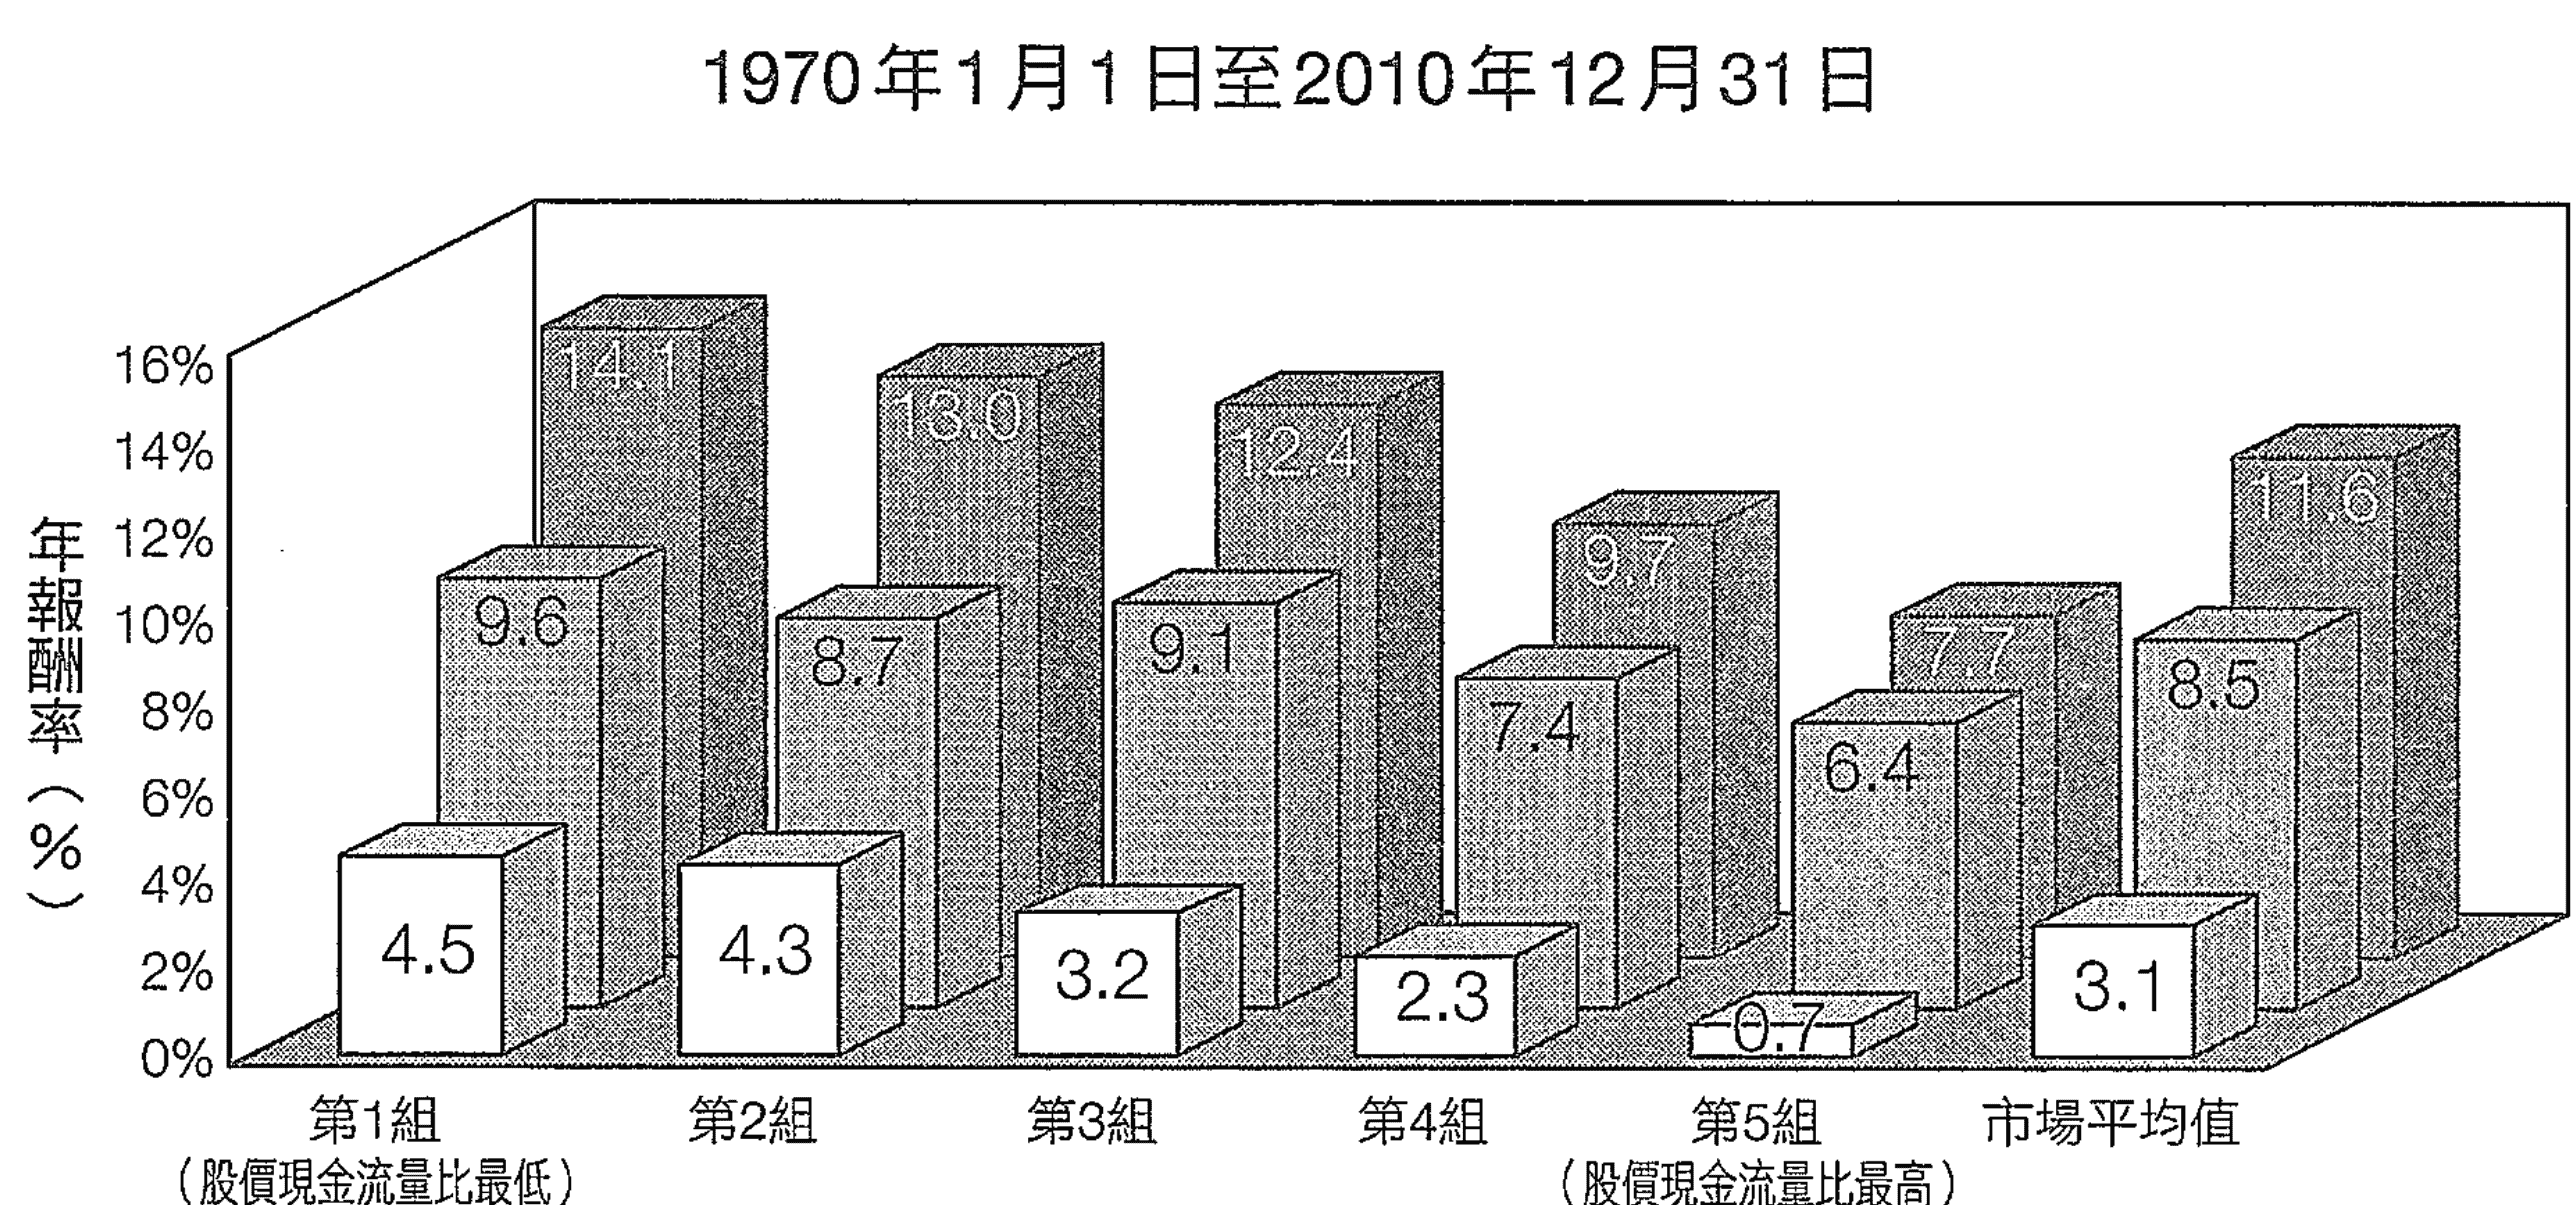 1970年1月1日至2010年12月31日
年報酬率(%)
16%
14%
12%
10%
8%
6%
4%
2%
0%
14.1 13.0 12.4 9.7 7.7 11.6
9.6 8.7 9.1 7.4 6.4 8.5
4.5 4.3 3.2 2.3 0.7 3.1
第1組 第2組 第3組 第4組 第5組 市場平均值
(股價現金流量比最低) (股價現金流量比最高)